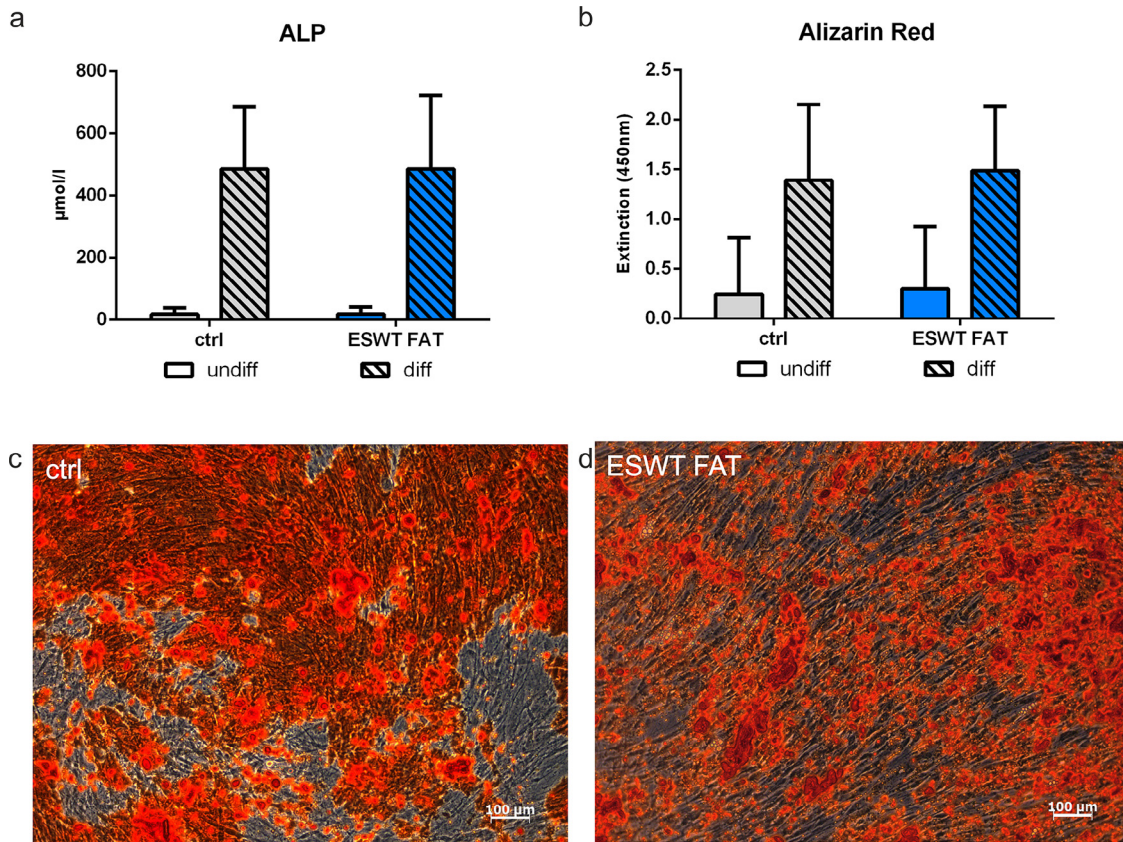 a
ALP
µmol/l
800
600
400
200
0
ctrl
ESWT FAT
undiff
diff
b
Alizarin Red
Extinction (450nm)
2.5
2.0
1.5
1.0
0.5
0.0
ctrl
ESWT FAT
undiff
diff
c
ctrl
100 µm
d
ESWT FAT
100 µm